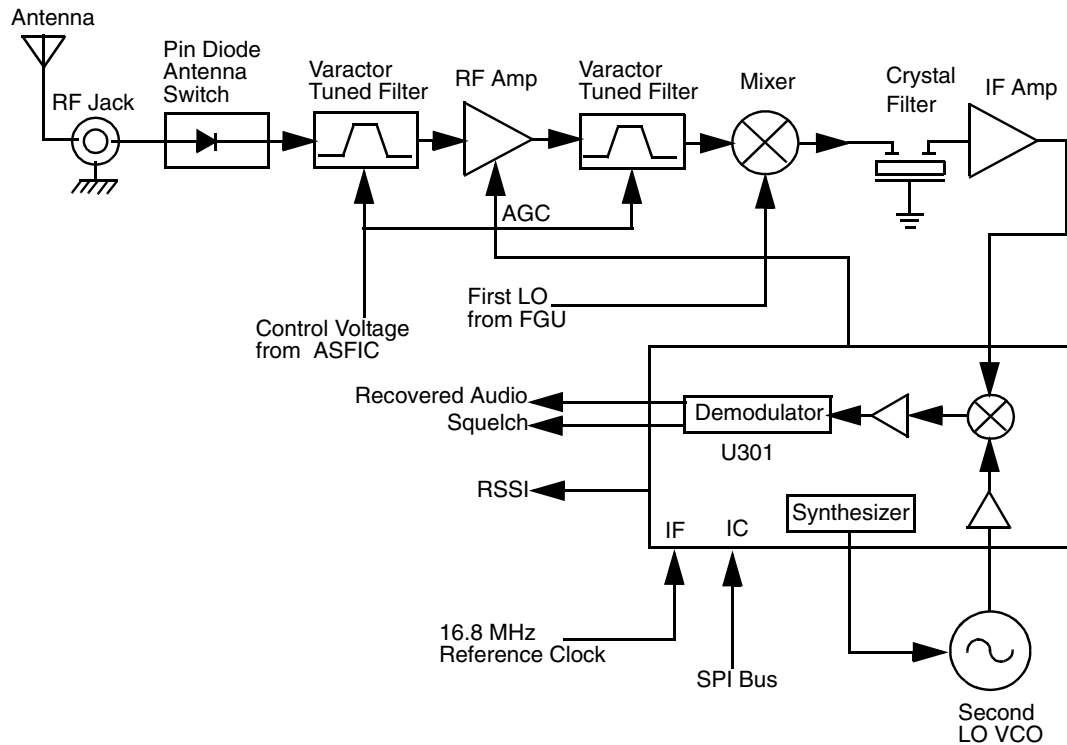 Antenna
RF Jack
Pin Diode
Antenna
Switch
Varactor
Tuned Filter
RF Amp
Varactor
Tuned Filter
Mixer
Crystal
Filter
IF Amp
AGC
First LO
from FGU
Control Voltage
from ASFIC
Recovered Audio
Squelch
Demodulator
U301
RSSI
Synthesizer
IF
IC
16.8 MHz
Reference Clock
SPI Bus
Second
LO VCO